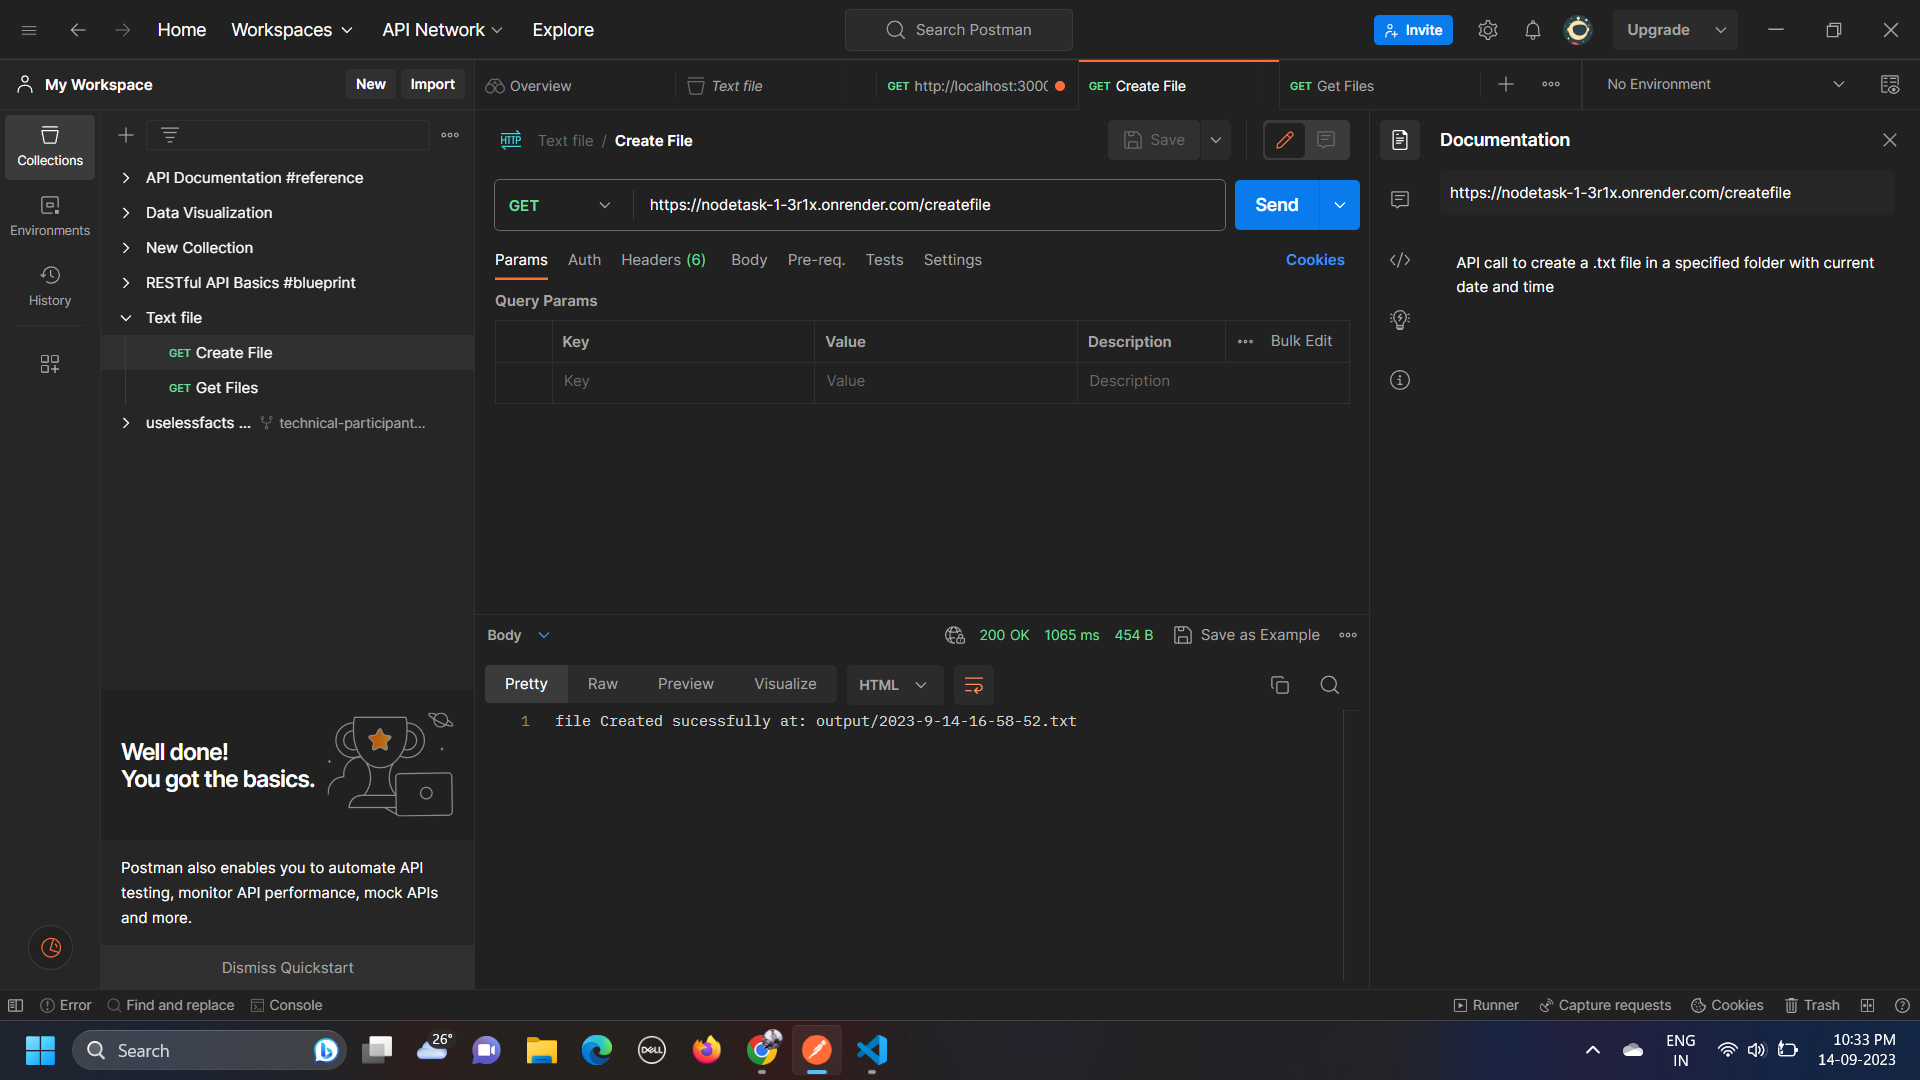 Home Workspaces API Network Explore Search Postman Invite Upgrade
My Workspace New Import
Overview Text file GET http://localhost:3000 GET Create File GET Get Files No Environment
Collections
Environments
History
API Documentation #reference
Data Visualization
New Collection
RESTful API Basics #blueprint
Text file
GET Create File
GET Get Files
uselessfacts ... technical-participant...
Well done!
You got the basics.
Postman also enables you to automate API
testing, monitor API performance, mock APIs
and more.
Dismiss Quickstart
HTTP Text file / Create File Save
GET https://nodetask-1-3r1x.onrender.com/createfile Send
Params Auth Headers (6) Body Pre-req. Tests Settings Cookies
Query Params
Key Value Description Bulk Edit
Key Value Description
Body 200 OK 1065 ms 454 B Save as Example
Pretty Raw Preview Visualize HTML
1 file Created sucessfully at: output/2023-9-14-16-58-52.txt
Documentation
https://nodetask-1-3r1x.onrender.com/createfile
API call to create a .txt file in a specified folder with current
date and time
Error Find and replace Console Runner Capture requests Cookies Trash
Search 26° DELL ENG
IN
10:33 PM
14-09-2023